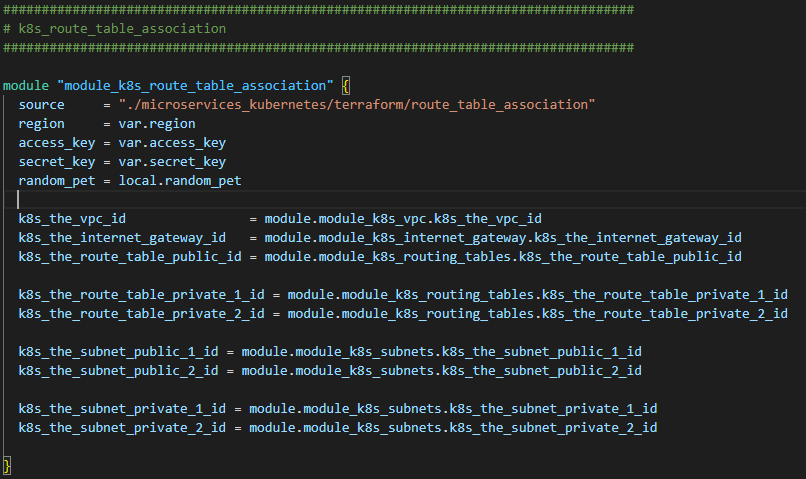 ################################################################################
# k8s_route_table_association
################################################################################
module "module_k8s_route_table_association" {
source     = "./microservices_kubernetes/terraform/route_table_association"
region     = var.region
access_key = var.access_key
secret_key = var.secret_key
random_pet = local.random_pet
k8s_the_vpc_id                = module.module_k8s_vpc.k8s_the_vpc_id
k8s_the_internet_gateway_id   = module.module_k8s_internet_gateway.k8s_the_internet_gateway_id
k8s_the_route_table_public_id = module.module_k8s_routing_tables.k8s_the_route_table_public_id
k8s_the_route_table_private_1_id = module.module_k8s_routing_tables.k8s_the_route_table_private_1_id
k8s_the_route_table_private_2_id = module.module_k8s_routing_tables.k8s_the_route_table_private_2_id
k8s_the_subnet_public_1_id = module.module_k8s_subnets.k8s_the_subnet_public_1_id
k8s_the_subnet_public_2_id = module.module_k8s_subnets.k8s_the_subnet_public_2_id
k8s_the_subnet_private_1_id = module.module_k8s_subnets.k8s_the_subnet_private_1_id
k8s_the_subnet_private_2_id = module.module_k8s_subnets.k8s_the_subnet_private_2_id
}